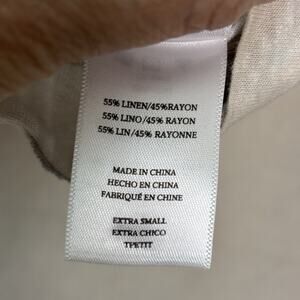 55% LINEN/45%RAYON
55% LINO/45% RAYON
55% LIN/45% RAYONNE
MADE IN CHINA
HECHO EN CHINA
FABRIQUÉ EN CHINE
EXTRA SMALL
EXTRA CHICO
TPETIT